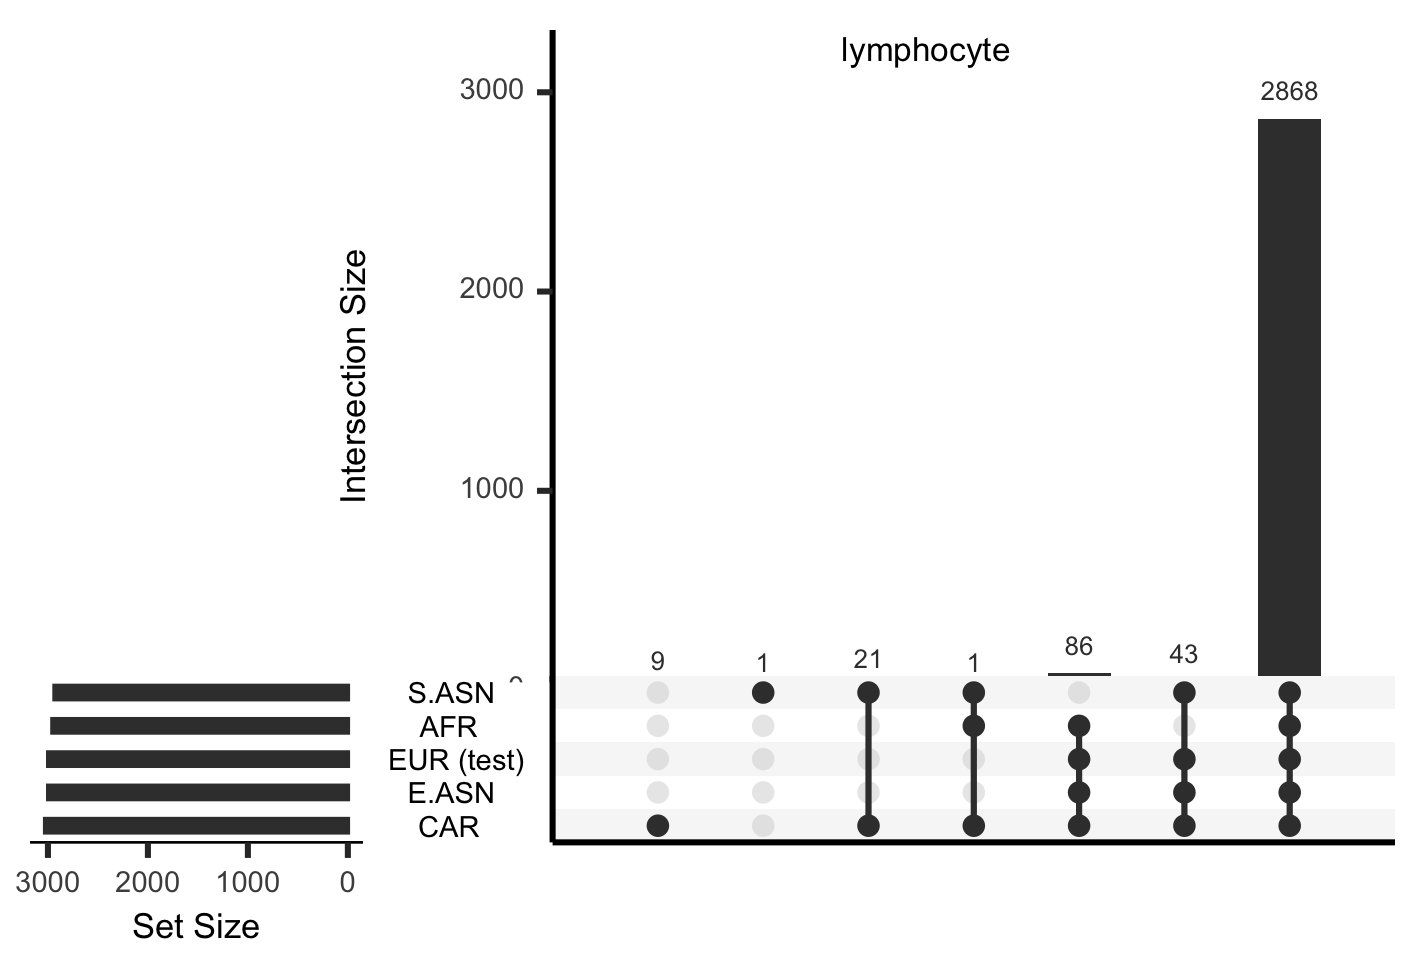 lymphocyte
3000
2868
2000
Intersection Size
1000
9
1
21
1
86
43
0
S.ASN
AFR
EUR (test)
E.ASN
CAR
3000 2000 1000 0
Set Size